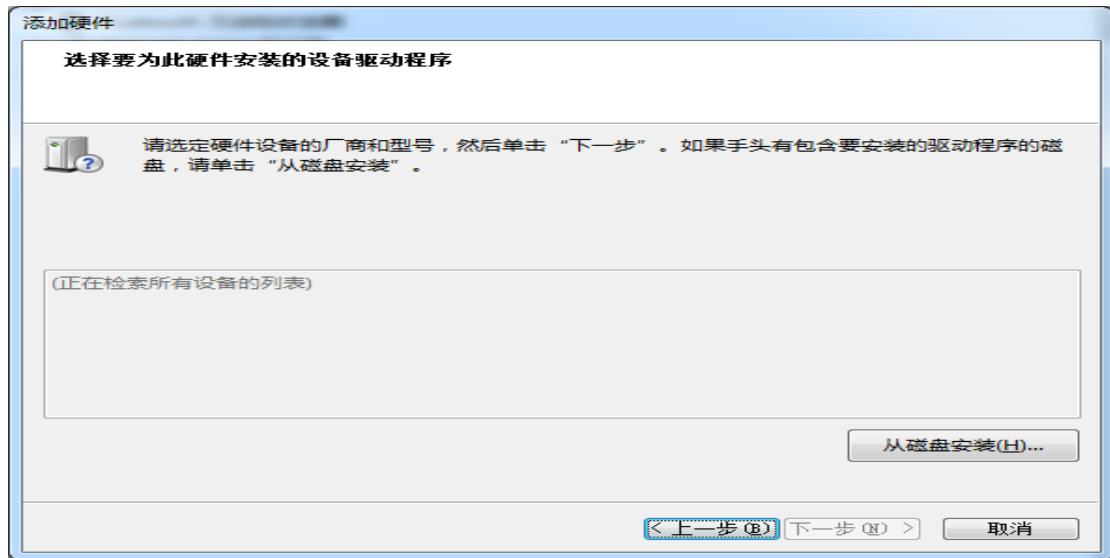 添加硬件
选择要为此硬件安装的设备驱动程序
请选定硬件设备的厂商和型号，然后单击“下一步”。如果手头有包含要安装的驱动程序的磁
盘，请单击“从磁盘安装”。
(正在检索所有设备的列表)
从磁盘安装(H)...
< 上一步(B) 下一步(N) > 取消